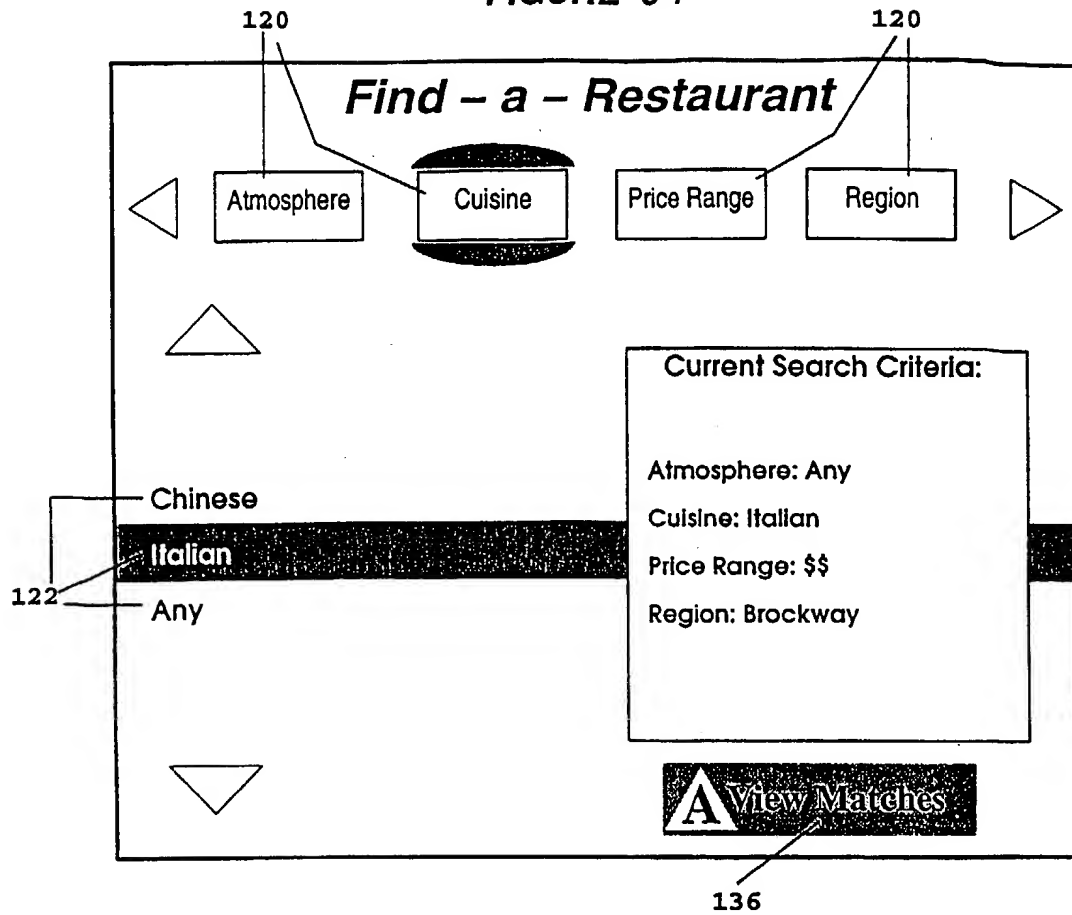 120 120
Find – a – Restaurant
Atmosphere Cuisine Price Range Region
Current Search Criteria:
Atmosphere: Any
Chinese
Cuisine: Italian
Italian
Price Range: $$
122
Any
Region: Brockway
A View Matches
136